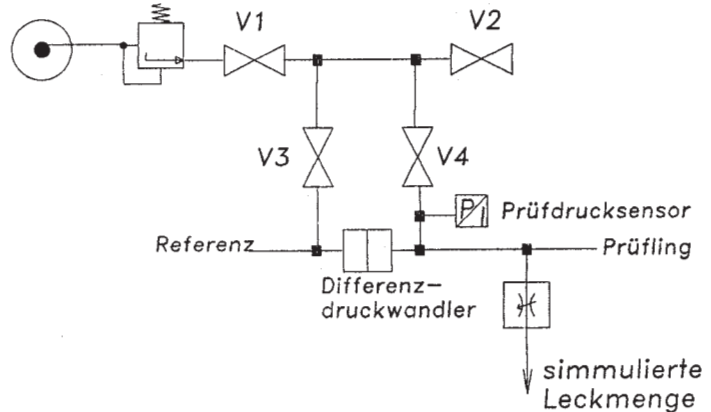 V1
V2
V3
V4
P/I
Prüfdrucksensor
Referenz
Prüfling
Differenz-
druckwandler
simmulierte
Leckmenge